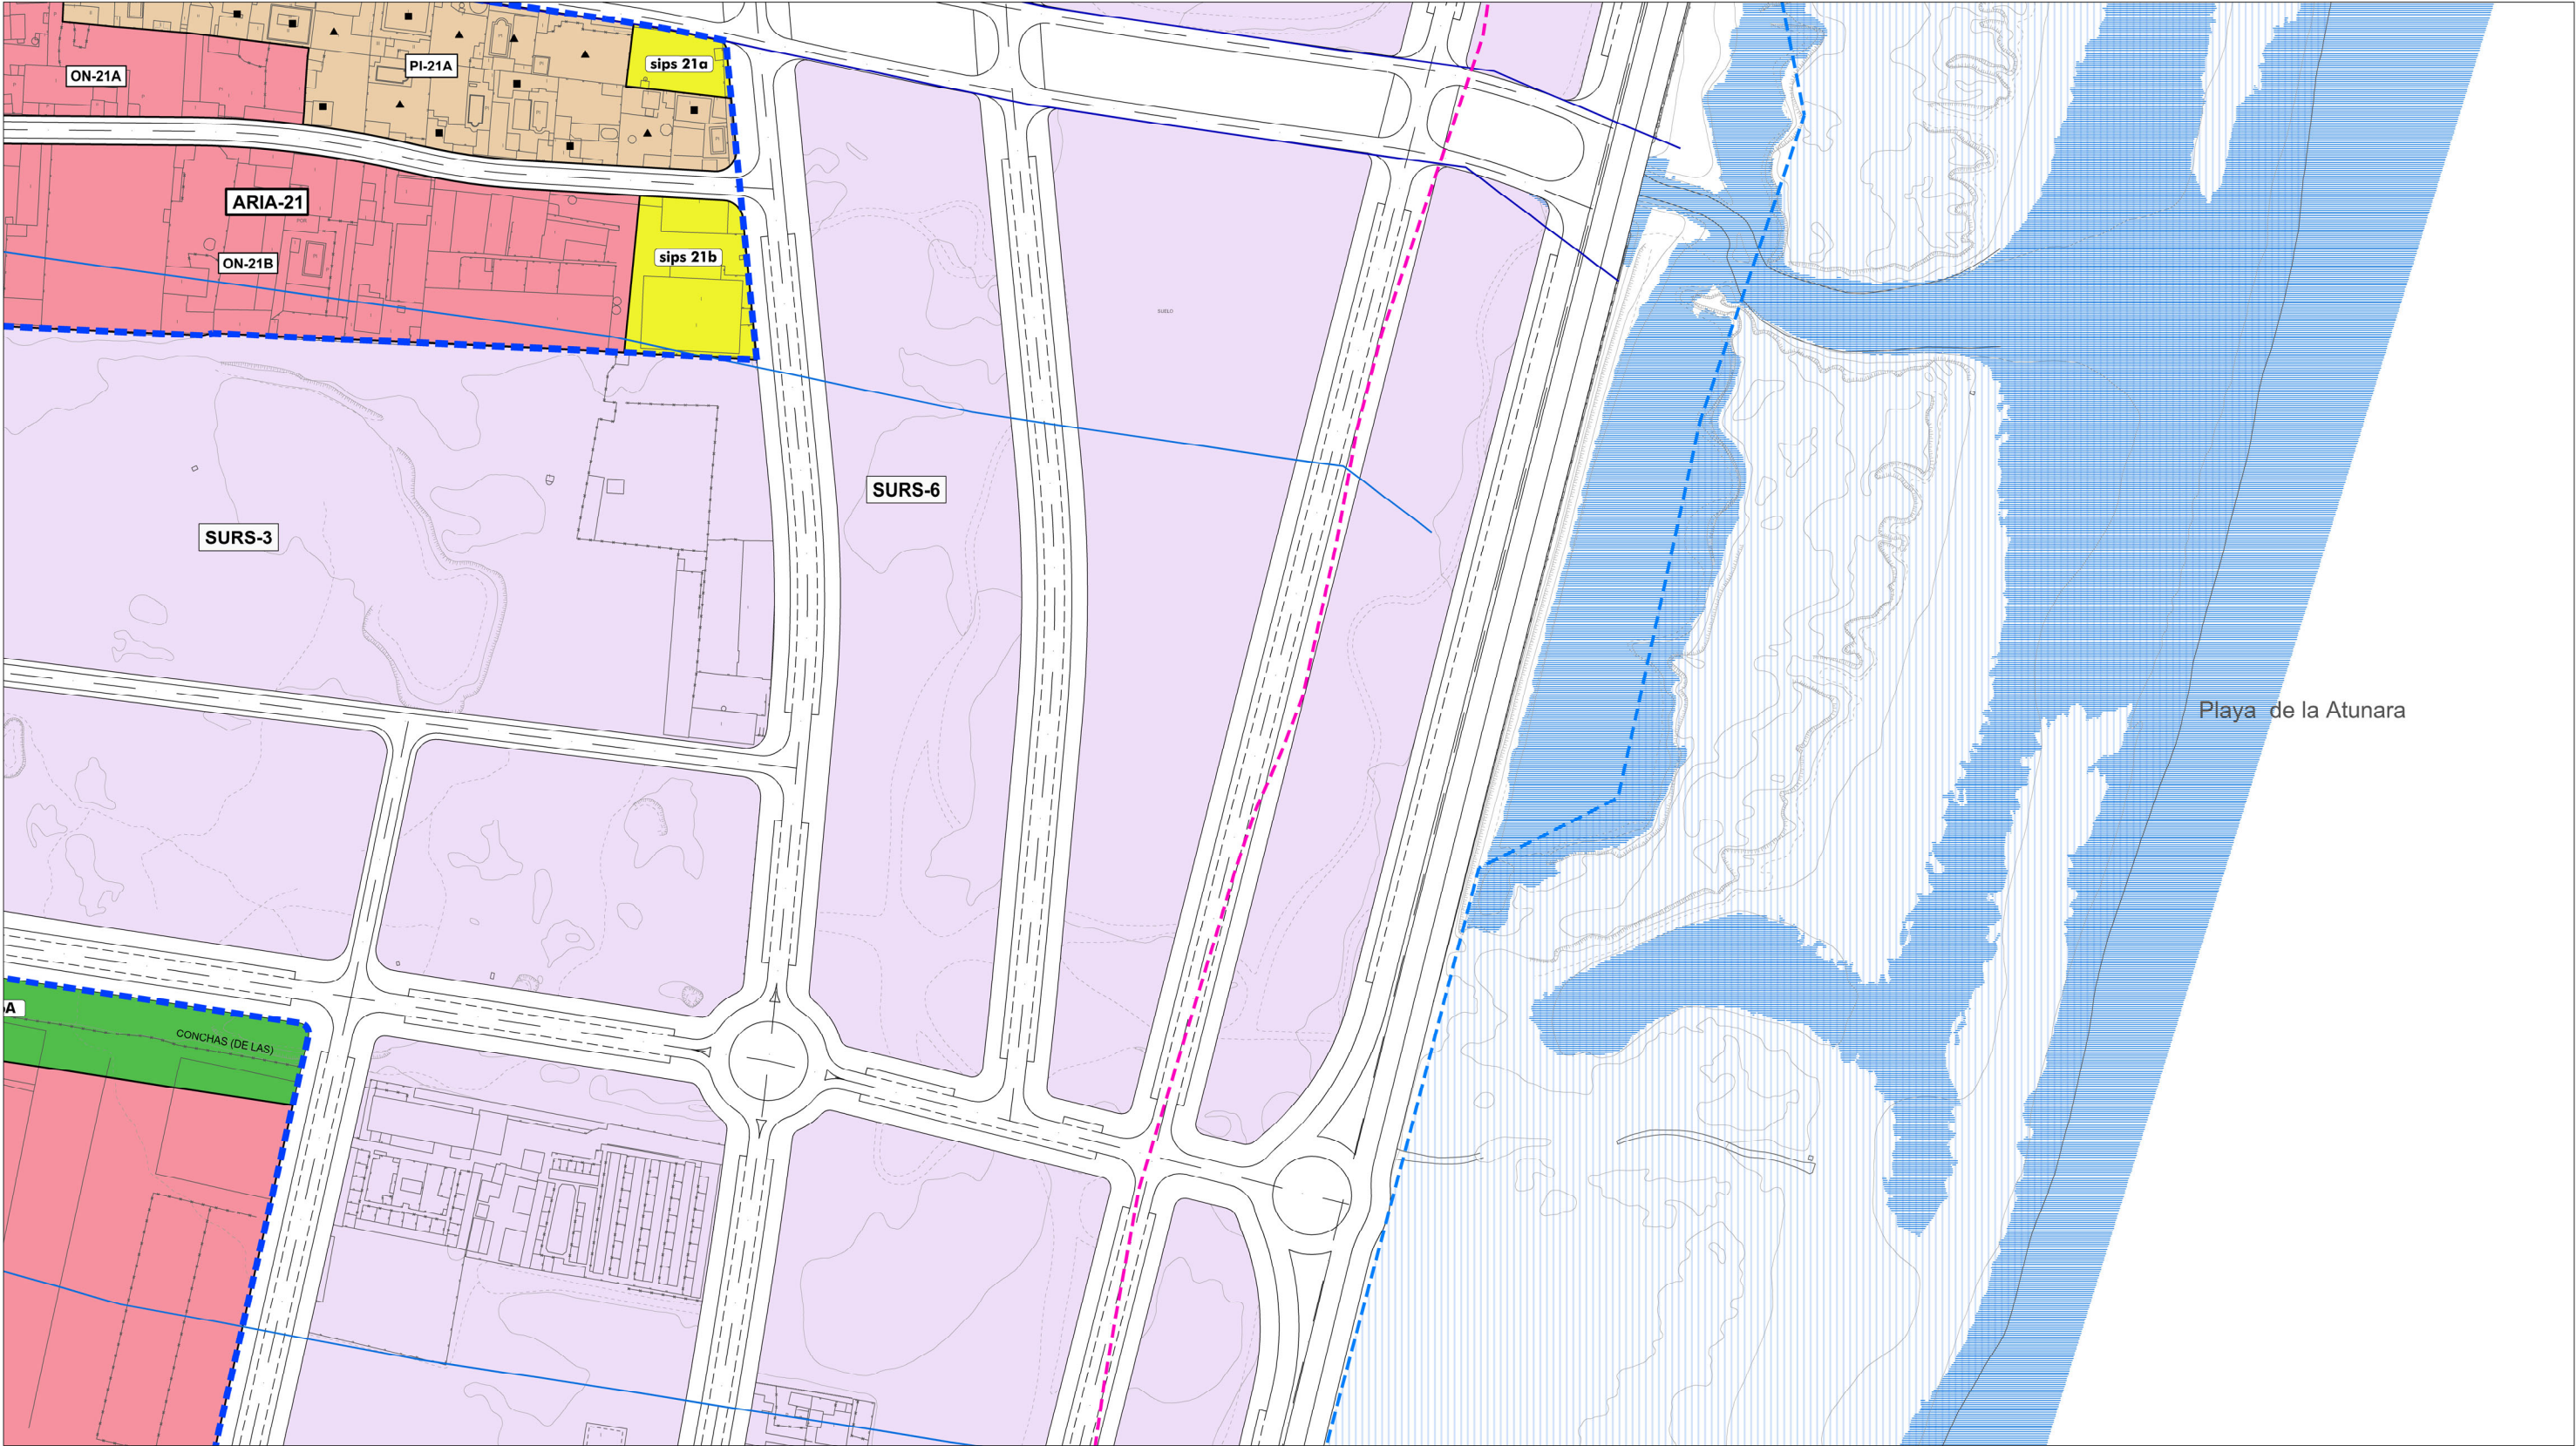 sips 21a
PI-21A
ON-21A
ARIA-21
sips 21b
ON-21B
SUELO
SURS-6
SURS-3
Playa de la Atunara
CONCHAS (DE LAS)